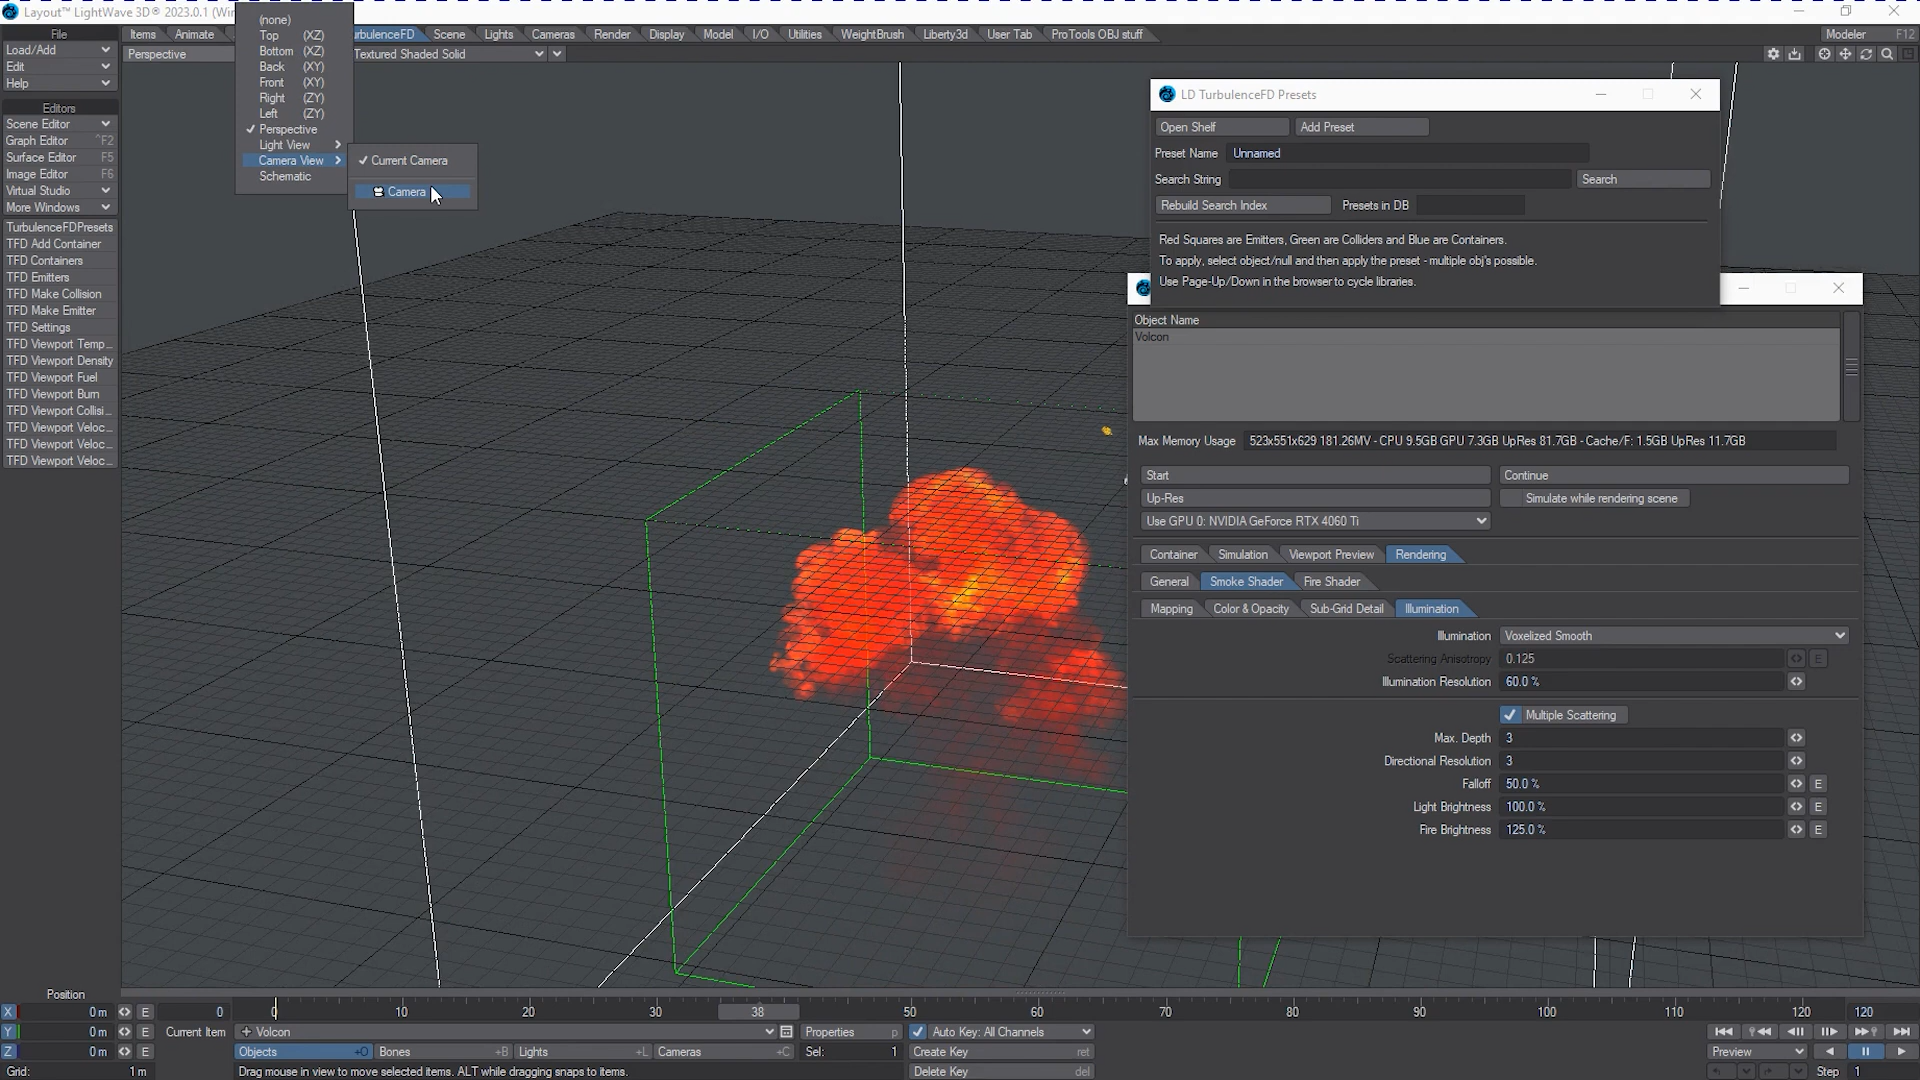 Layout™ LightWave 3D® 2023.0.1 (Win
Items Animate urbulenceFD Scene Lights Cameras Render Display Model I/O Utilities WeightBrush Liberty3d User Tab ProTools OBJ stuff
Modeler F12
File
Load/Add
Edit
Help
Editors
Scene Editor
Graph Editor ^F2
Surface Editor F5
Image Editor F6
Virtual Studio
More Windows
TurbulenceFDPresets
TFD Add Container
TFD Containers
TFD Emitters
TFD Make Collision
TFD Make Emitter
TFD Settings
TFD Viewport Temp...
TFD Viewport Density
TFD Viewport Fuel
TFD Viewport Burn
TFD Viewport Collisi...
TFD Viewport Veloc...
TFD Viewport Veloc...
TFD Viewport Veloc...
Perspective
Textured Shaded Solid
(none)
Top (XZ)
Bottom (XZ)
Back (XY)
Front (XY)
Right (ZY)
Left (ZY)
Perspective
Light View
Camera View
Schematic
Current Camera
Camera
LD TurbulenceFD Presets
Open Shelf Add Preset
Preset Name Unnamed
Search String Search
Rebuild Search Index Presets in DB
Red Squares are Emitters, Green are Colliders and Blue are Containers.
To apply, select object/null and then apply the preset - multiple obj's possible.
Use Page-Up/Down in the browser to cycle libraries.
Object Name
Volcon
Max Memory Usage 523x551x629 181.26MV - CPU 9.5GB GPU 7.3GB UpRes 81.7GB - Cache/F: 1.5GB UpRes 11.7GB
Start Continue
Up-Res Simulate while rendering scene
Use GPU 0: NVIDIA GeForce RTX 4060 Ti
Container Simulation Viewport Preview Rendering
General Smoke Shader Fire Shader
Mapping Color & Opacity Sub-Grid Detail Illumination
Illumination Voxelized Smooth
Scattering Anisotropy 0.125 E
Illumination Resolution 60.0 %
Multiple Scattering
Max. Depth 3
Directional Resolution 3
Falloff 50.0 % E
Light Brightness 100.0 % E
Fire Brightness 125.0 % E
Position
X 0 m E
Y 0 m E
Z 0 m E
Grid: 1 m
0 0 10 20 30 38 50 60 70 80 90 100 110 120 120
Current Item Volcon Properties p Auto Key: All Channels
Objects +O Bones +B Lights +L Cameras +C Sel: 1 Create Key ret
Drag mouse in view to move selected items. ALT while dragging snaps to items.
Delete Key del
Preview
Step 1